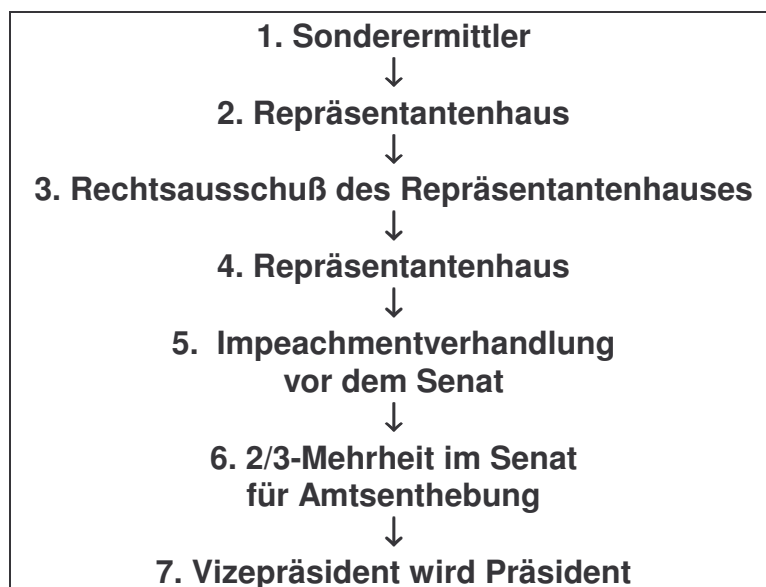 1. Sonderermittler
↓
2. Repräsentantenhaus
↓
3. Rechtsausschuß des Repräsentantenhauses
↓
4. Repräsentantenhaus
↓
5. Impeachmentverhandlung
vor dem Senat
↓
6. 2/3-Mehrheit im Senat
für Amtsenthebung
↓
7. Vizepräsident wird Präsident